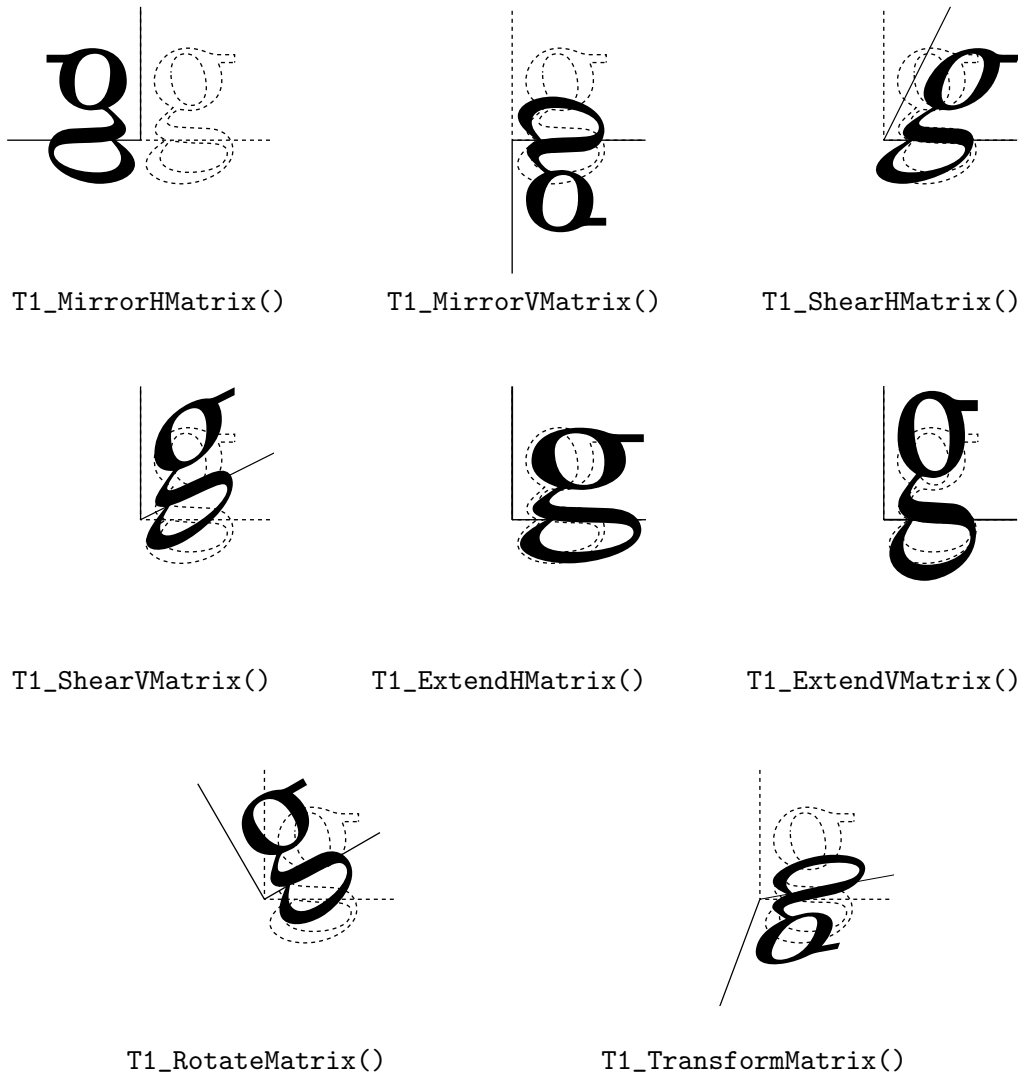 g g g
T1_MirrorHMatrix() T1_MirrorVMatrix() T1_ShearHMatrix()
g g g
T1_ShearVMatrix() T1_ExtendHMatrix() T1_ExtendVMatrix()
g g
T1_RotateMatrix() T1_TransformMatrix()